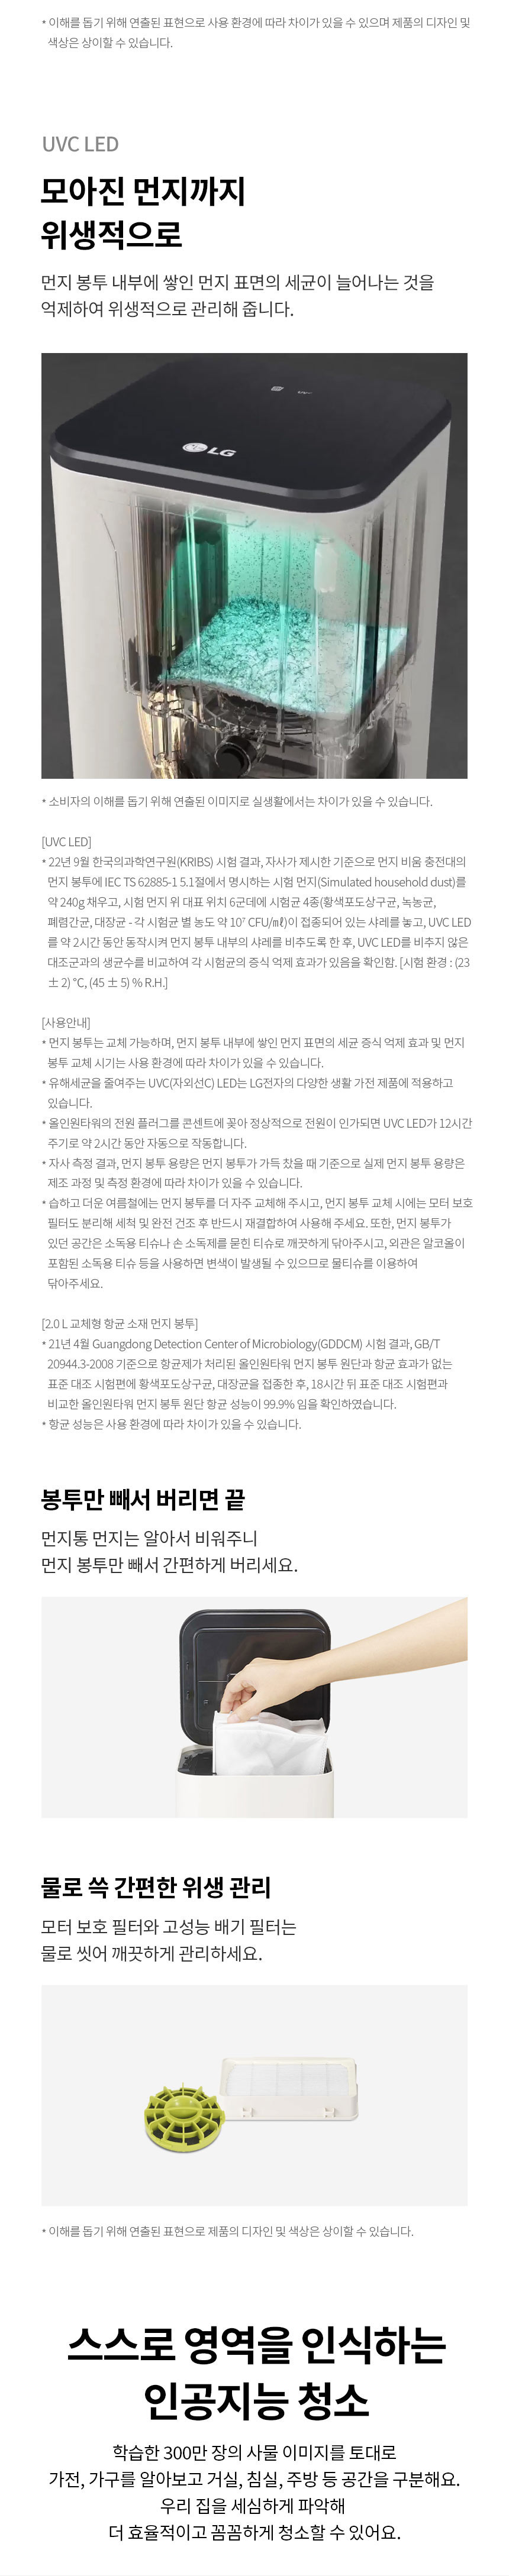 * 이해를 돕기 위해 연출된 표현으로 사용 환경에 따라 차이가 있을 수 있으며 제품의 디자인 및
색상은 상이할 수 있습니다.
UVC LED
모아진 먼지까지
위생적으로
먼지 봉투 내부에 쌓인 먼지 표면의 세균이 늘어나는 것을
억제하여 위생적으로 관리해 줍니다.
LG
* 소비자의 이해를 돕기 위해 연출된 이미지로 실생활에서는 차이가 있을 수 있습니다.
[UVC LED]
* 22년 9월 한국의과학연구원(KRIBS) 시험 결과, 자사가 제시한 기준으로 먼지 비움 충전대의
먼지 봉투에 IEC TS 62885-1 5.1절에서 명시하는 시험 먼지(Simulated household dust)를
약 240g 채우고, 시험 먼지 위 대표 위치 6군데에 시험균 4종(황색포도상구균, 녹농균,
폐렴간균, 대장균 - 각 시험균 별 농도 약 10⁷ CFU/㎖)이 접종되어 있는 샤레를 놓고, UVC LED
를 약 2시간 동안 동작시켜 먼지 봉투 내부의 샤레를 비추도록 한 후, UVC LED를 비추지 않은
대조군과의 생균수를 비교하여 각 시험균의 증식 억제 효과가 있음을 확인함. [시험 환경 : (23
± 2) ℃, (45 ± 5) % R.H.]
[사용안내]
* 먼지 봉투는 교체 가능하며, 먼지 봉투 내부에 쌓인 먼지 표면의 세균 증식 억제 효과 및 먼지
봉투 교체 시기는 사용 환경에 따라 차이가 있을 수 있습니다.
* 유해세균을 줄여주는 UVC(자외선C) LED는 LG전자의 다양한 생활 가전 제품에 적용하고
있습니다.
* 올인원타워의 전원 플러그를 콘센트에 꽂아 정상적으로 전원이 인가되면 UVC LED가 12시간
주기로 약 2시간 동안 자동으로 작동합니다.
* 자사 측정 결과, 먼지 봉투 용량은 먼지 봉투가 가득 찼을 때 기준으로 실제 먼지 봉투 용량은
제조 과정 및 측정 환경에 따라 차이가 있을 수 있습니다.
* 습하고 더운 여름철에는 먼지 봉투를 더 자주 교체해 주시고, 먼지 봉투 교체 시에는 모터 보호
필터도 분리해 세척 및 완전 건조 후 반드시 재결합하여 사용해 주세요. 또한, 먼지 봉투가
있던 공간은 소독용 티슈나 손 소독제를 묻힌 티슈로 깨끗하게 닦아주시고, 외관은 알코올이
포함된 소독용 티슈 등을 사용하면 변색이 발생될 수 있으므로 물티슈를 이용하여
닦아주세요.
[2.0 L 교체형 항균 소재 먼지 봉투]
* 21년 4월 Guangdong Detection Center of Microbiology(GDDCM) 시험 결과, GB/T
20944.3-2008 기준으로 항균제가 처리된 올인원타워 먼지 봉투 원단과 항균 효과가 없는
표준 대조 시험편에 황색포도상구균, 대장균을 접종한 후, 18시간 뒤 표준 대조 시험편과
비교한 올인원타워 먼지 봉투 원단 항균 성능이 99.9% 임을 확인하였습니다.
* 항균 성능은 사용 환경에 따라 차이가 있을 수 있습니다.
봉투만 빼서 버리면 끝
먼지통 먼지는 알아서 비워주니
먼지 봉투만 빼서 간편하게 버리세요.
물로 쓱 간편한 위생 관리
모터 보호 필터와 고성능 배기 필터는
물로 씻어 깨끗하게 관리하세요.
* 이해를 돕기 위해 연출된 표현으로 제품의 디자인 및 색상은 상이할 수 있습니다.
스스로 영역을 인식하는
인공지능 청소
학습한 300만 장의 사물 이미지를 토대로
가전, 가구를 알아보고 거실, 침실, 주방 등 공간을 구분해요.
우리 집을 세심하게 파악해
더 효율적이고 꼼꼼하게 청소할 수 있어요.